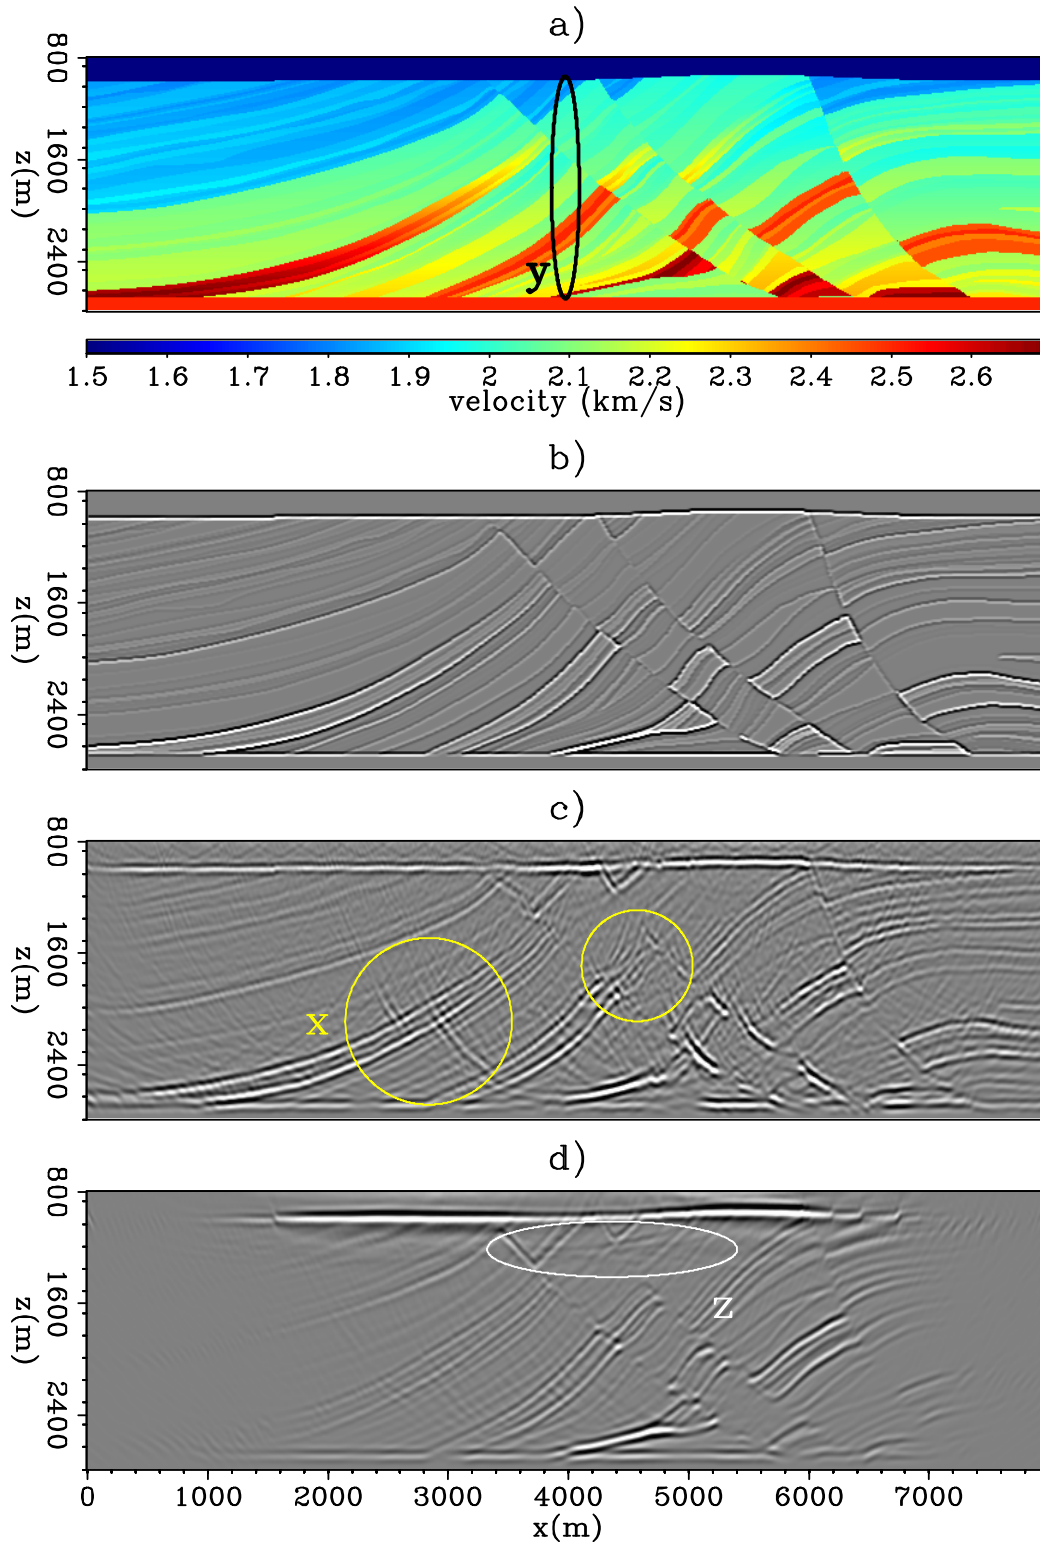 a)
800
1600
2400
z(m)
y
1.5 1.6 1.7 1.8 1.9 2 2.1 2.2 2.3 2.4 2.5 2.6
velocity (km/s)
b)
800
1600
2400
z(m)
c)
800
1600
2400
z(m)
x
d)
800
1600
2400
z(m)
z
0 1000 2000 3000 4000 5000 6000 7000
x(m)